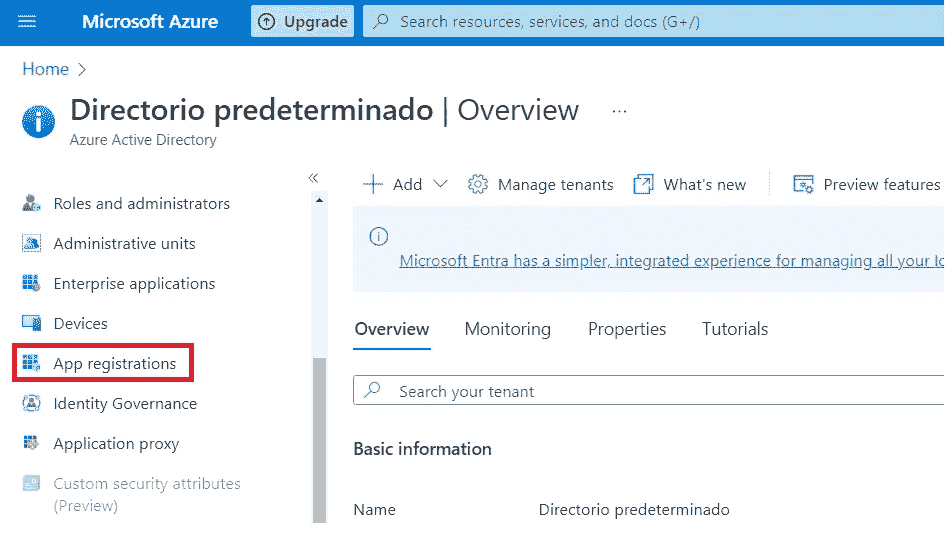 Microsoft Azure
Upgrade
Search resources, services, and docs (G+/)
Home
Directorio predeterminado | Overview
...
Azure Active Directory
«
Roles and administrators
Administrative units
Enterprise applications
Devices
App registrations
Identity Governance
Application proxy
Custom security attributes
(Preview)
Add
Manage tenants
What's new
Preview features
Microsoft Entra has a simpler, integrated experience for managing all your
Overview
Monitoring
Properties
Tutorials
Search your tenant
Basic information
Name
Directorio predeterminado